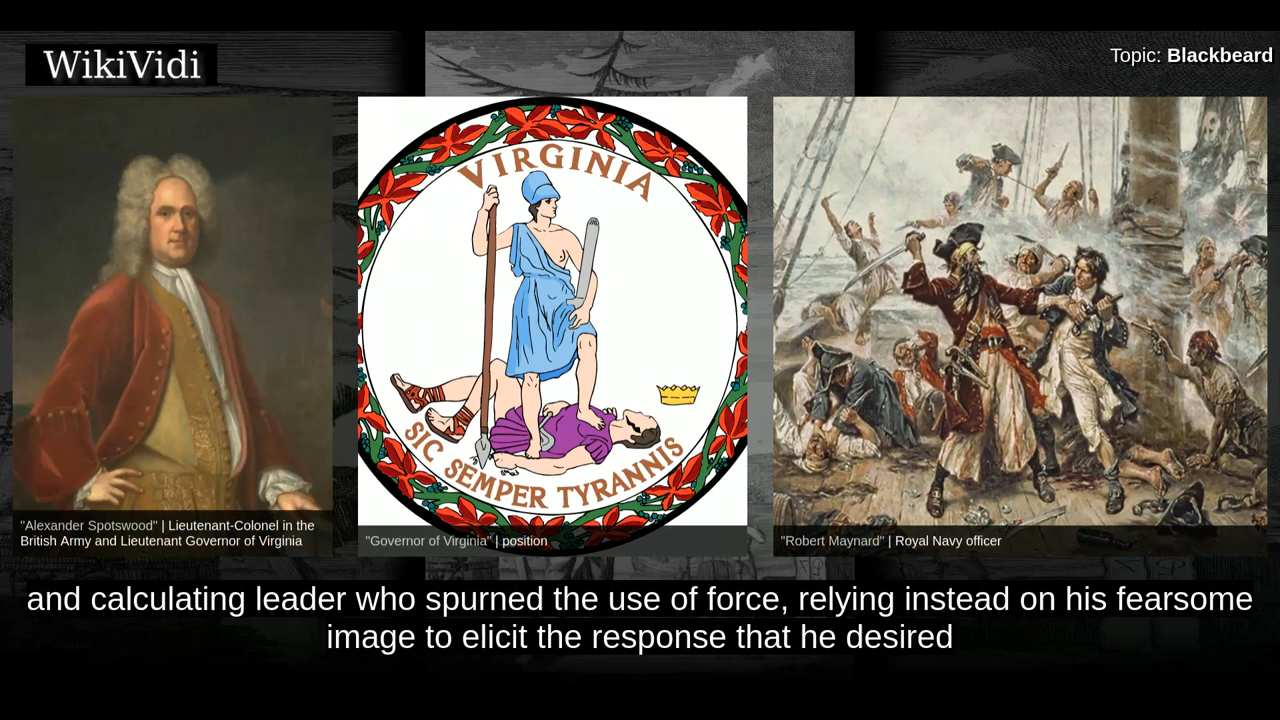 WikiVidi
Topic: Blackbeard
VIRGINIA
SIC SEMPER TYRANNIS
"Alexander Spotswood" | Lieutenant-Colonel in the
British Army and Lieutenant Governor of Virginia
"Governor of Virginia" | position
"Robert Maynard" | Royal Navy officer
and calculating leader who spurned the use of force, relying instead on his fearsome
image to elicit the response that he desired